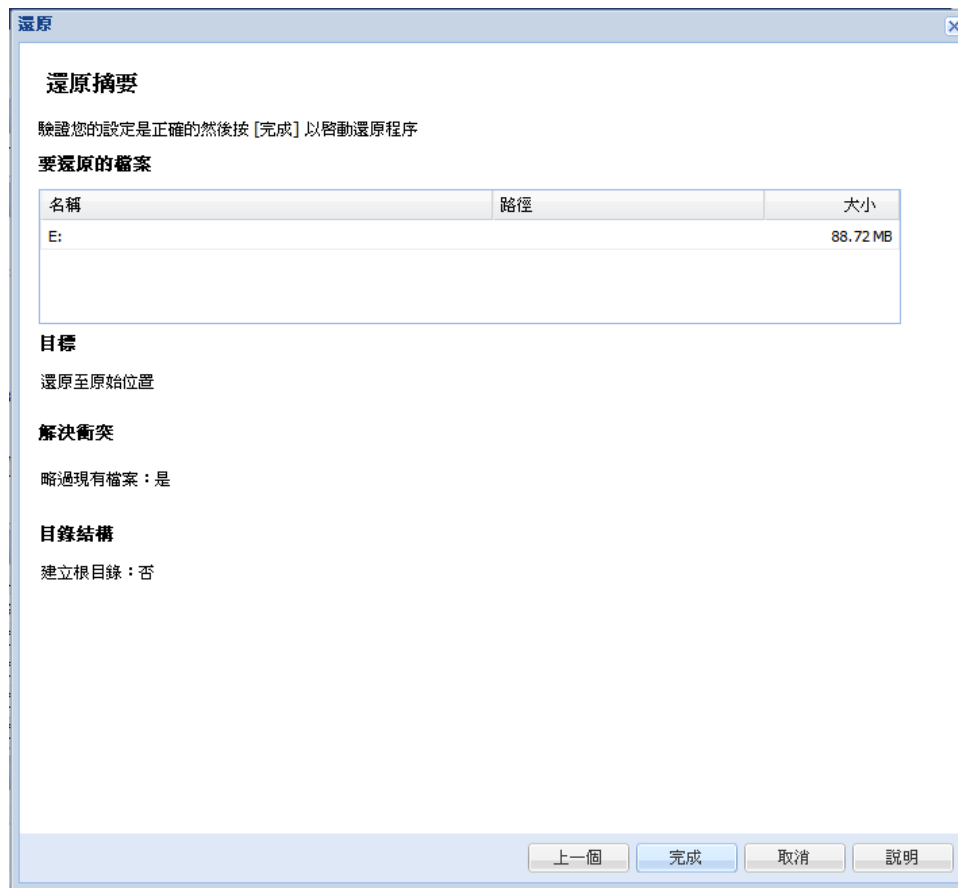 還原
還原摘要
驗證您的設定是正確的然後按 [完成] 以啓動還原程序
要還原的檔案
名稱 路徑 大小
E: 88.72 MB
目標
還原至原始位置
解決衝突
略過現有檔案：是
目錄結構
建立根目錄：否
上一個 完成 取消 說明